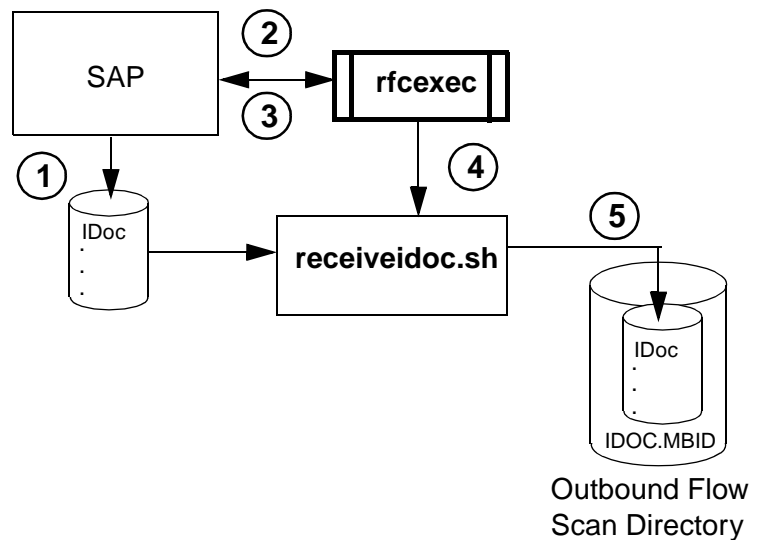 2
SAP
rfcexec
3
1
4
IDoc
.
.
.
receiveidoc.sh
5
IDoc
.
.
.
IDOC.MBID
Outbound Flow
Scan Directory